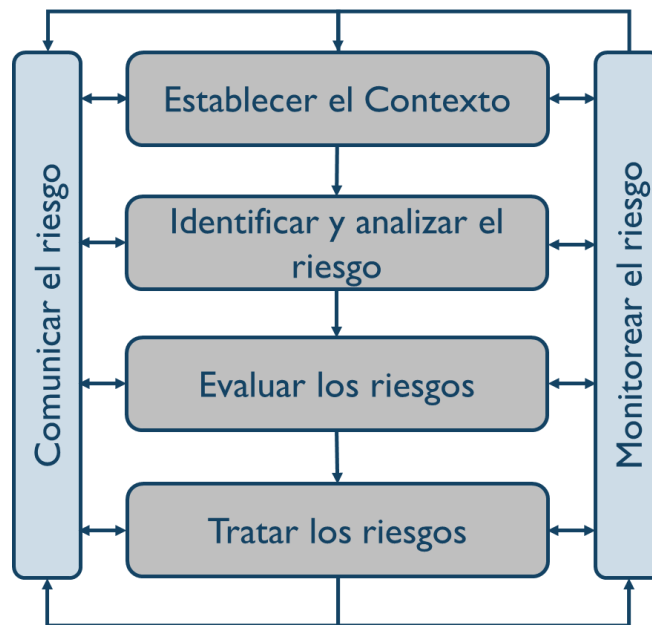 Establecer el Contexto
Identificar y analizar el
riesgo
Evaluar los riesgos
Tratar los riesgos
Comunicar el riesgo
Monitorear el riesgo